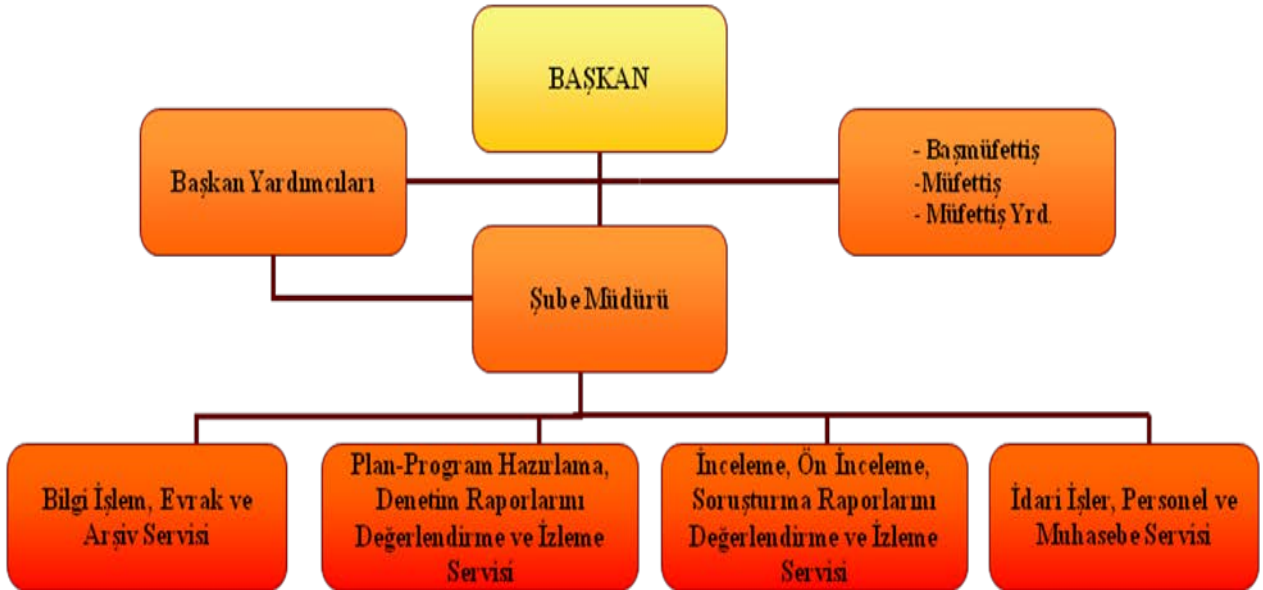 BAŞKAN
Başkan Yardımcıları
- Başmüfettiş
-Müfettiş
- Müfettiş Yrd.
Şube Müdürü
Bilgi İşlem, Evrak ve
Arşiv Servisi
Plan-Program Hazırlama,
Denetim Raporlarını
Değerlendirme ve İzleme
Servisi
İnceleme, Ön İnceleme,
Soruşturma Raporlarını
Değerlendirme ve İzleme
Servisi
İdari İşler, Personel ve
Muhasebe Servisi